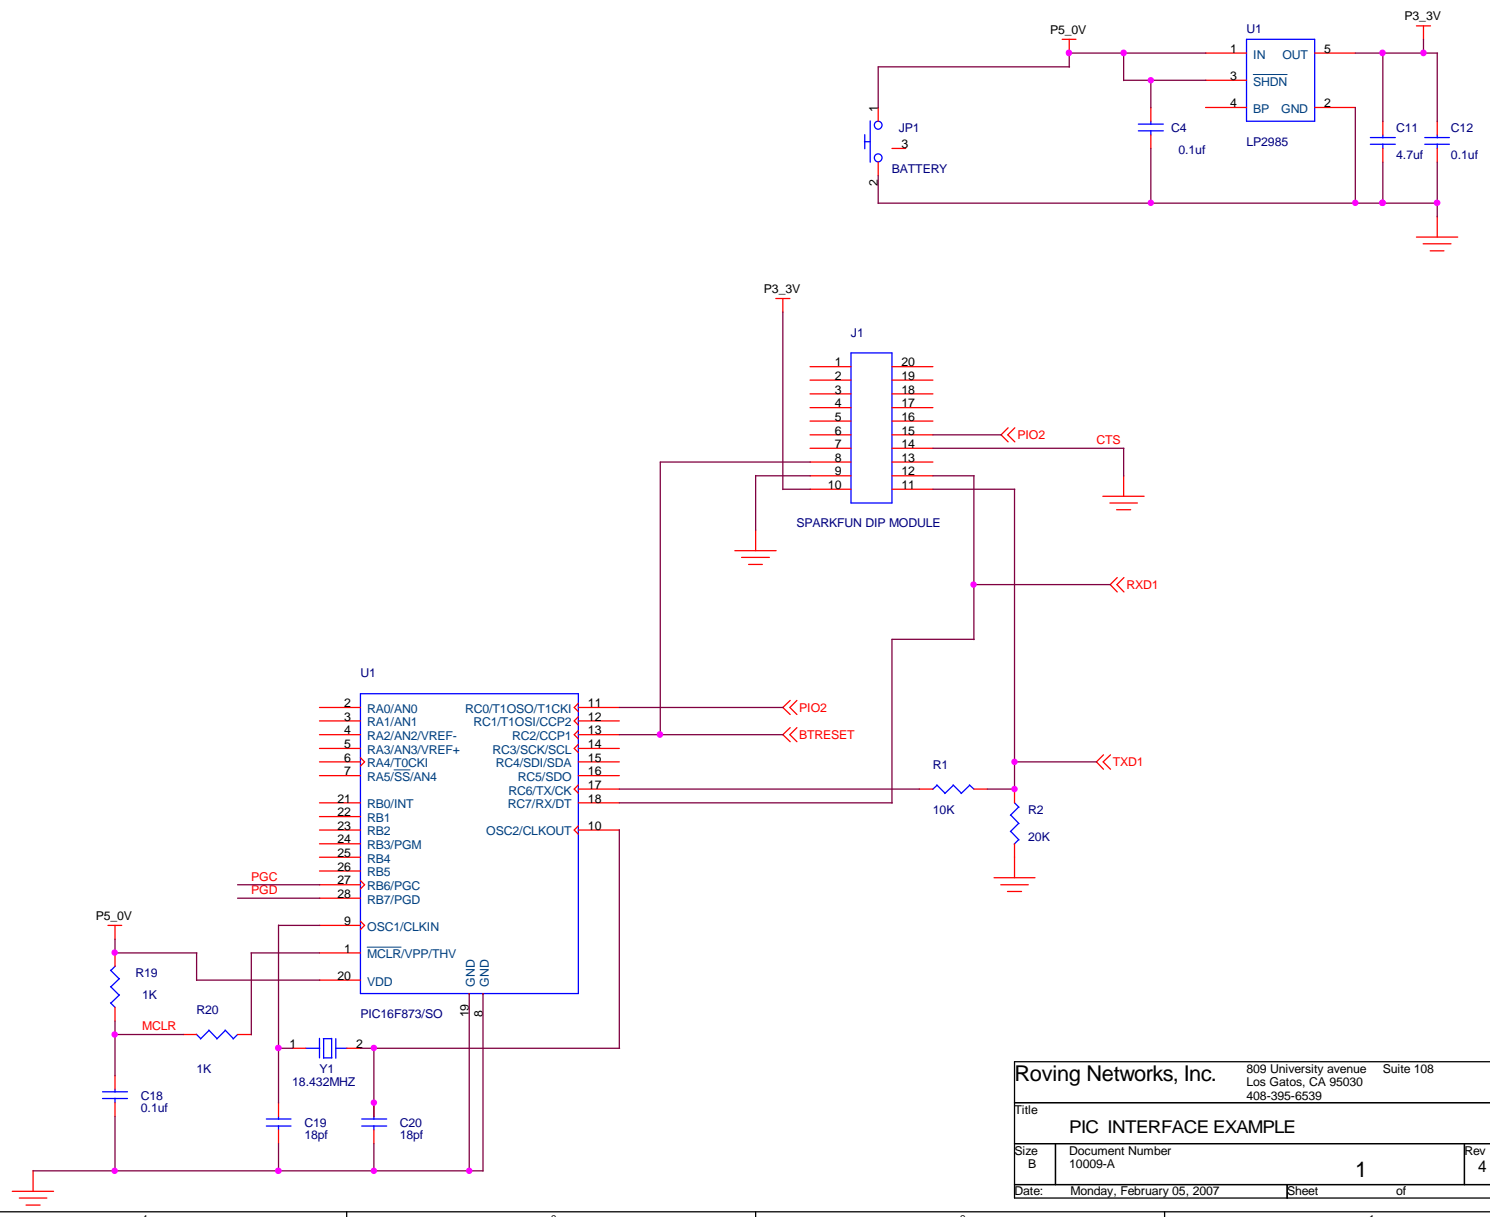 P5_0V
U1
P3_3V
1 IN OUT 5
3 SHDN
4 BP GND 2
LP2985
1
JP1
3
BATTERY
2
C4
0.1uf
C11
4.7uf
C12
0.1uf
P3_3V
J1
1 20
2 19
3 18
4 17
5 16
6 15
7 14
8 13
9 12
10 11
PIO2
CTS
SPARKFUN DIP MODULE
RXD1
TXD1
U1
2 RA0/AN0 RC0/T1OSO/T1CKI 11
3 RA1/AN1 RC1/T1OSI/CCP2 12
4 RA2/AN2/VREF- RC2/CCP1 13
5 RA3/AN3/VREF+ RC3/SCK/SCL 14
6 RA4/T0CKI RC4/SDI/SDA 15
7 RA5/SS/AN4 RC5/SDO 16
RC6/TX/CK 17
21 RB0/INT RC7/RX/DT 18
22 RB1
23 RB2 OSC2/CLKOUT 10
24 RB3/PGM
25 RB4
26 RB5
27 RB6/PGC
28 RB7/PGD
9 OSC1/CLKIN
1 MCLR/VPP/THV
20 VDD
GND
GND
19
8
PIC16F873/SO
PIO2
BTRESET
R1
10K
R2
20K
PGC
PGD
P5_0V
R19
1K
MCLR
R20
1K
C18
0.1uf
1 2
Y1
18.432MHZ
C19
18pf
C20
18pf
Roving Networks, Inc.
809 University avenue Suite 108
Los Gatos, CA 95030
408-395-6539
Title
PIC INTERFACE EXAMPLE
Size
B
Document Number
10009-A
1
Rev
4
Date: Monday, February 05, 2007 Sheet of